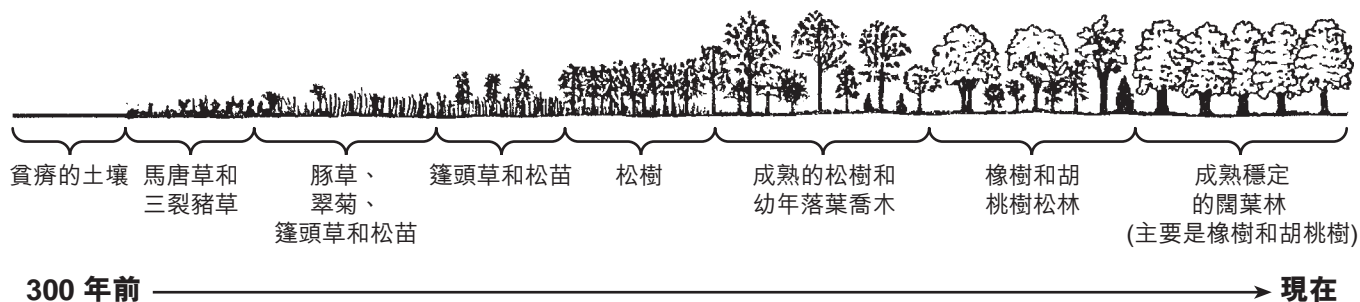 貧瘠的土壤
馬唐草和
三裂豬草
豚草、
翠菊、
篷頭草和松苗
篷頭草和松苗
松樹
成熟的松樹和
幼年落葉喬木
橡樹和胡
桃樹松林
成熟穩定
的闊葉林
(主要是橡樹和胡桃樹)
300 年前
現在